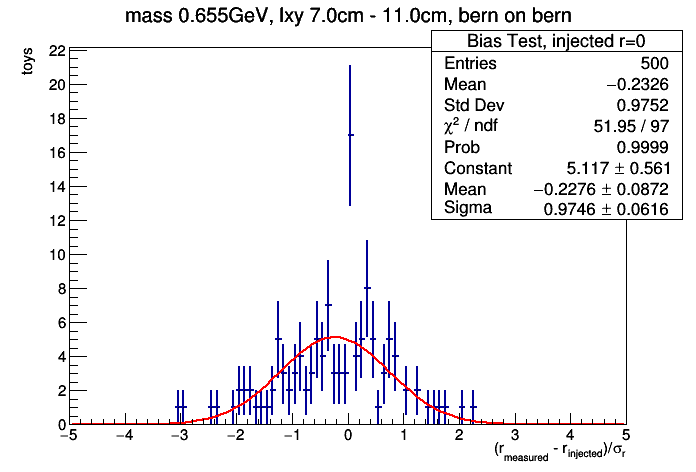 mass 0.655GeV, lxy 7.0cm - 11.0cm, bern on bern
Bias Test, injected r=0
Entries 500
Mean −0.2326
Std Dev 0.9752
χ² / ndf 51.95 / 97
Prob 0.9999
Constant 5.117 ± 0.561
Mean −0.2276 ± 0.0872
Sigma 0.9746 ± 0.0616
toys
22
20
18
16
14
12
10
8
6
4
2
0
−5 −4 −3 −2 −1 0 1 2 3 4 5
(r_measured - r_injected)/σ_r